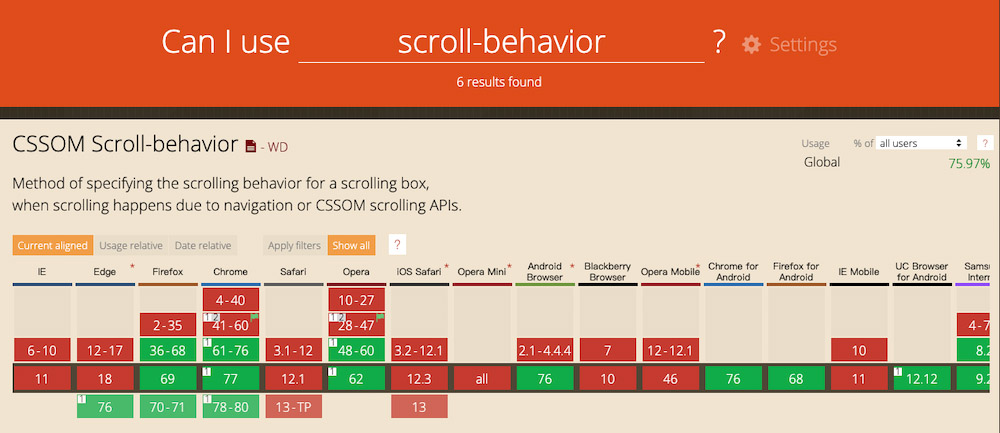 Can I use scroll-behavior ? Settings
6 results found
CSSOM Scroll-behavior - WD
Usage % of all users ?
Global 75.97%
Method of specifying the scrolling behavior for a scrolling box,
when scrolling happens due to navigation or CSSOM scrolling APIs.
Current aligned Usage relative Date relative Apply filters Show all ?
IE Edge * Firefox Chrome Safari Opera iOS Safari * Opera Mini * Android Browser * Blackberry Browser Opera Mobile * Chrome for Android Firefox for Android IE Mobile UC Browser for Android Sams Intern
4-40 10-27
2-35 1 2 41-60 1 2 28-47 4-7
6-10 12-17 36-68 1 61-76 3.1-12 1 48-60 3.2-12.1 2.1-4.4.4 7 12-12.1 10 8.2
11 18 69 1 77 12.1 1 62 12.3 all 76 10 46 76 68 11 1 12.12 9.2
1 76 70-71 1 78-80 13-TP 13